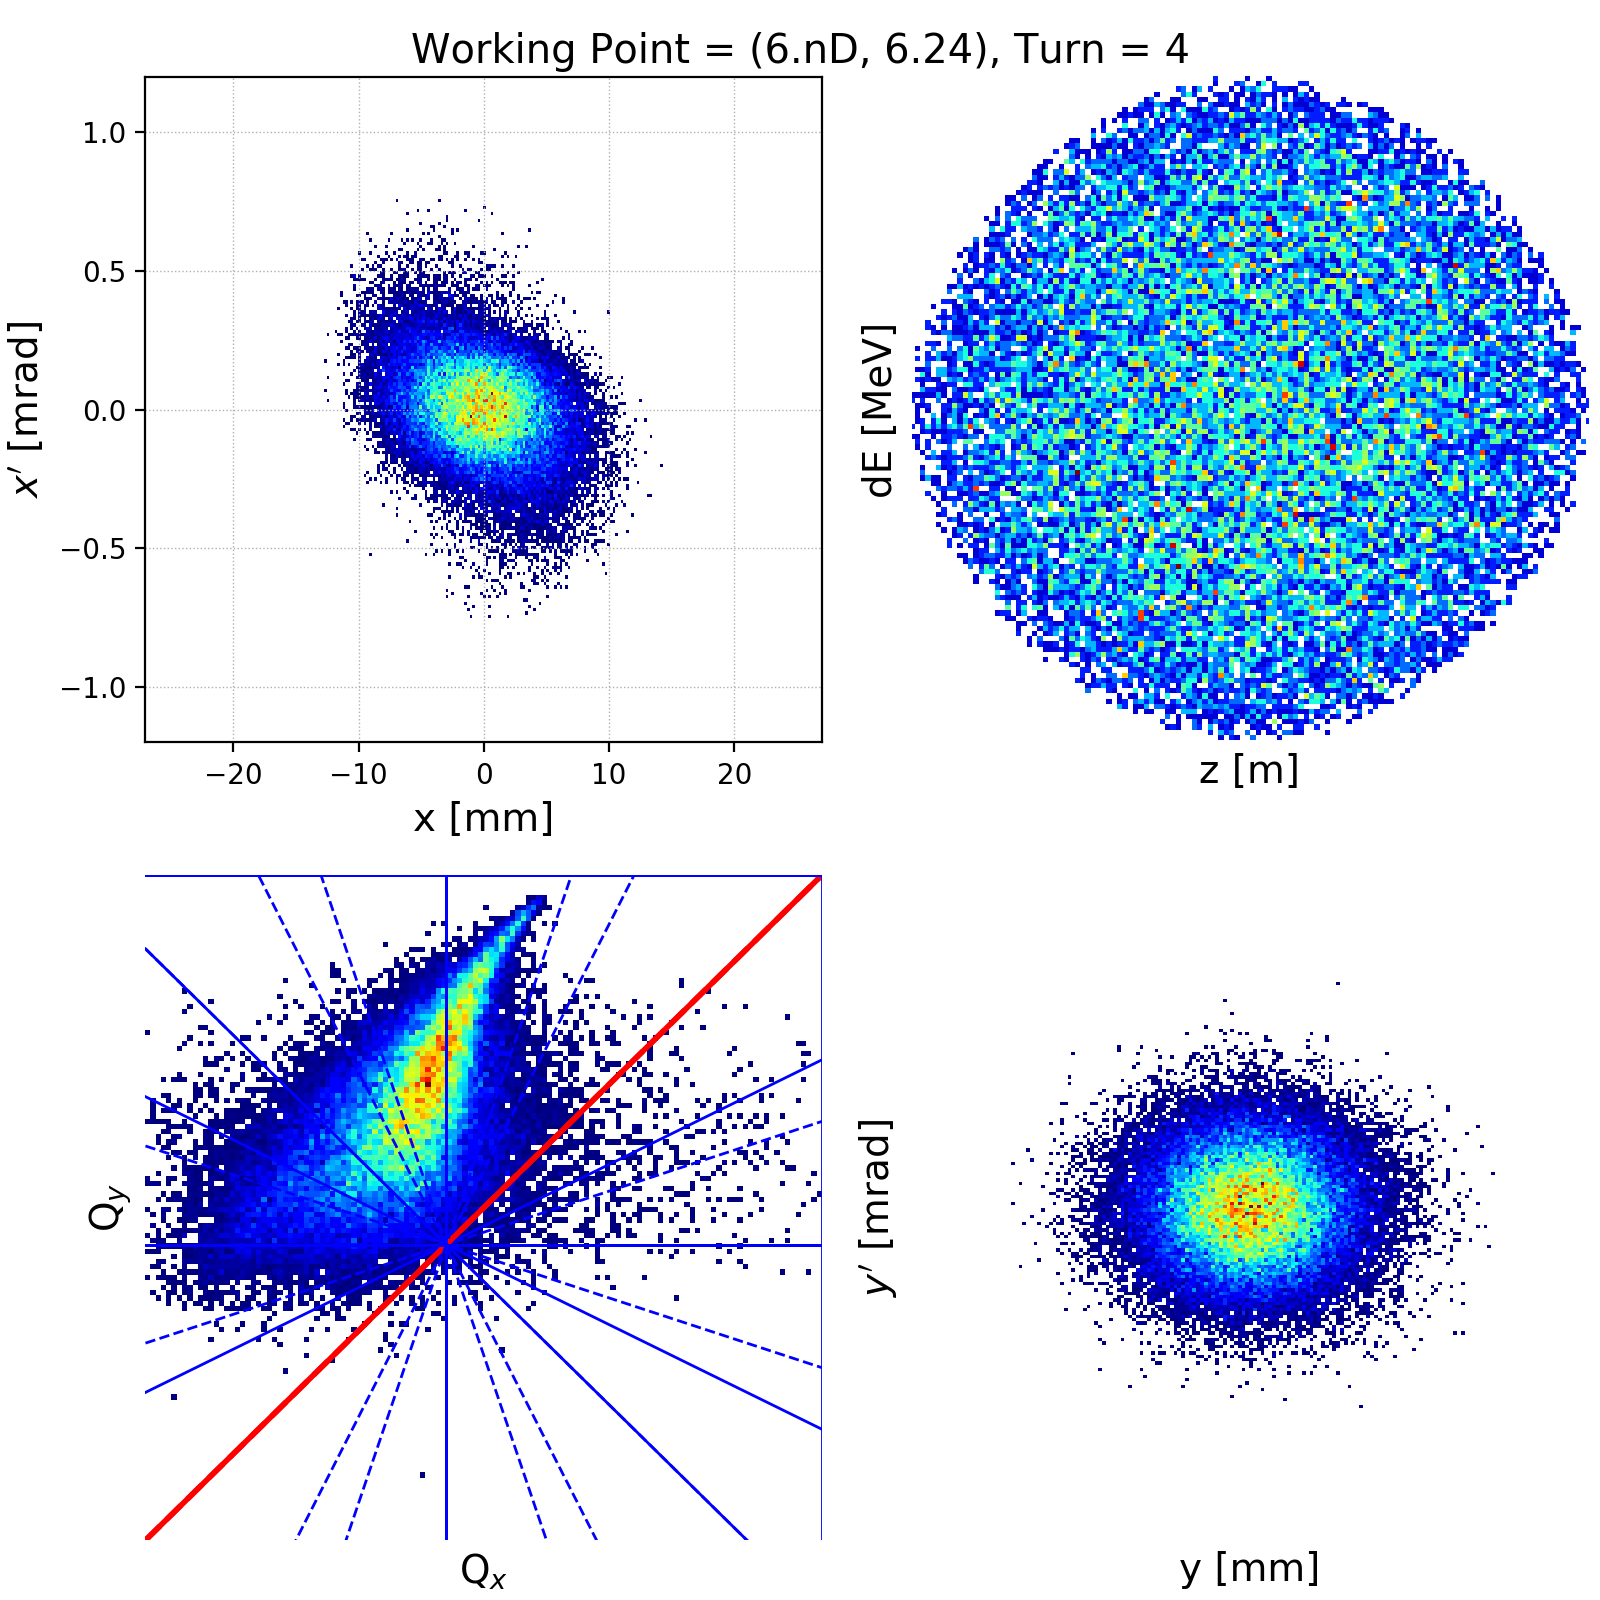 Working Point = (6.nD, 6.24), Turn = 4
1.0
0.5
0.0
−0.5
−1.0
x′ [mrad]
−20 −10 0 10 20
x [mm]
dE [MeV]
z [m]
Qy
Qx
y′ [mrad]
y [mm]